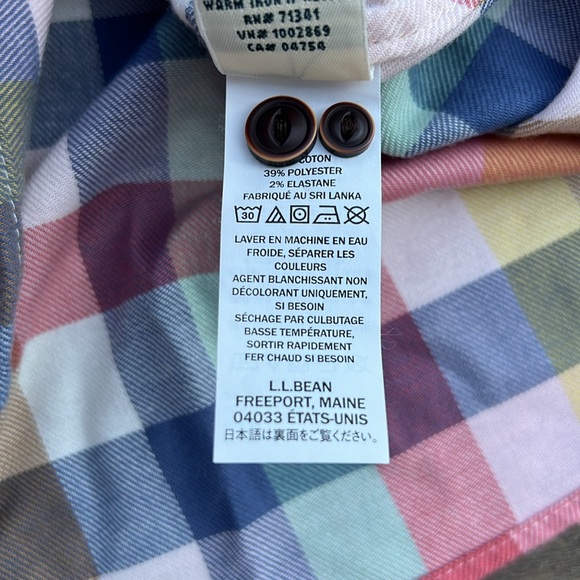 WARM IRON IF
RN# 71341
VN# 1002869
CA# 04754
COTON
39% POLYESTER
2% ELASTANE
FABRIQUÉ AU SRI LANKA
30
LAVER EN MACHINE EN EAU
FROIDE, SÉPARER LES
COULEURS
AGENT BLANCHISSANT NON
DÉCOLORANT UNIQUEMENT,
SI BESOIN
SÉCHAGE PAR CULBUTAGE
BASSE TEMPÉRATURE,
SORTIR RAPIDEMENT
FER CHAUD SI BESOIN
L.L.BEAN
FREEPORT, MAINE
04033 ÉTATS-UNIS
日本語は裏面をご覧ください。